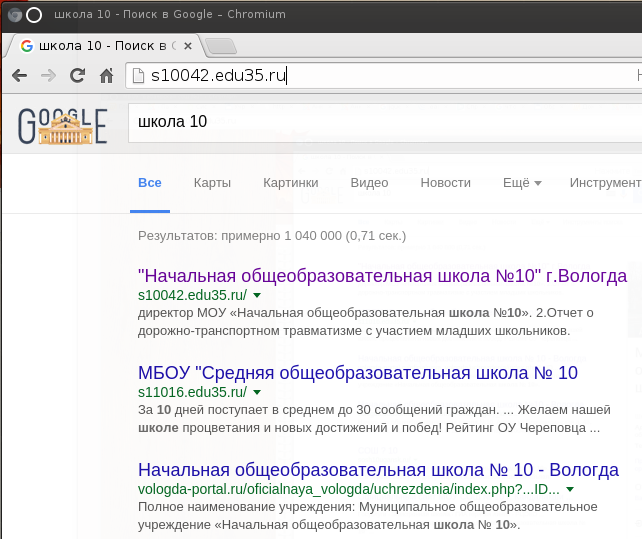 школа 10 - Поиск в Google – Chromium
школа 10 - Поиск в
s10042.edu35.ru
GOOGLE
школа 10
Все Карты Картинки Видео Новости Ещё Инструмент
Результатов: примерно 1 040 000 (0,71 сек.)
"Начальная общеобразовательная школа №10" г.Вологда
s10042.edu35.ru/
директор МОУ «Начальная общеобразовательная школа №10». 2.Отчет о
дорожно-транспортном травматизме с участием младших школьников.
МБОУ "Средняя общеобразовательная школа № 10
s11016.edu35.ru/
За 10 дней поступает в среднем до 30 сообщений граждан. ... Желаем нашей
школе процветания и новых достижений и побед! Рейтинг ОУ Череповца ...
Начальная общеобразовательная школа № 10 - Вологда
vologda-portal.ru/oficialnaya_vologda/uchrezdenia/index.php?...ID...
Полное наименование учреждения: Муниципальное общеобразовательное
учреждение «Начальная общеобразовательная школа № 10».